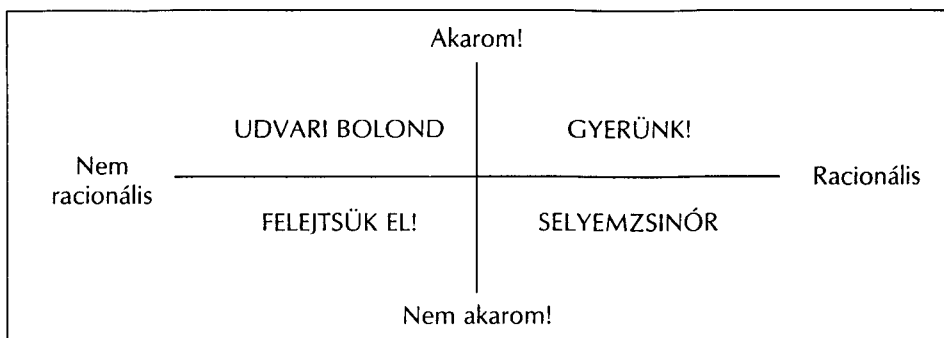 Akarom!
UDVARI BOLOND
GYERÜNK!
Nem
racionális
Racionális
FELEJTSÜK EL!
SELYEMZSINÓR
Nem akarom!